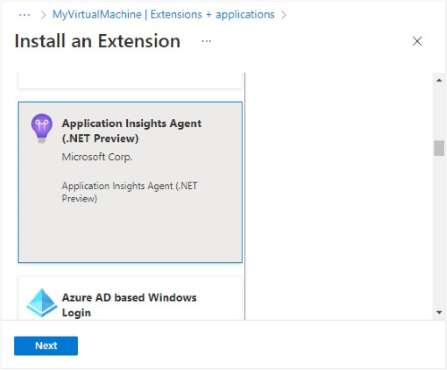 ··· > MyVirtualMachine | Extensions + applications >
Install an Extension ···
Application Insights Agent
(.NET Preview)
Microsoft Corp.
Application Insights Agent (.NET
Preview)
Azure AD based Windows
Login
Next